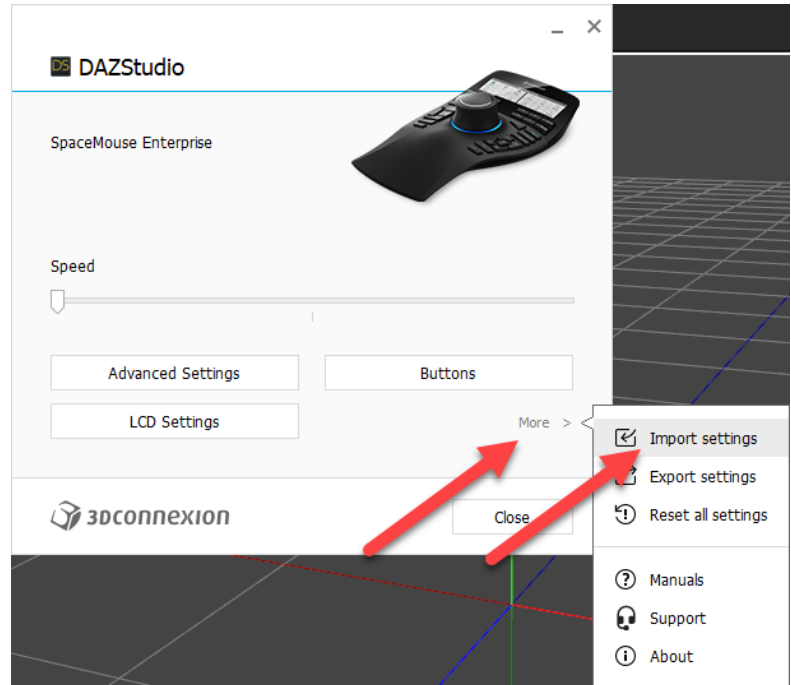 DS DAZStudio
SpaceMouse Enterprise
Speed
Advanced Settings
Buttons
LCD Settings
More >
Import settings
Export settings
Reset all settings
3Dconnexion
Close
Manuals
Support
About